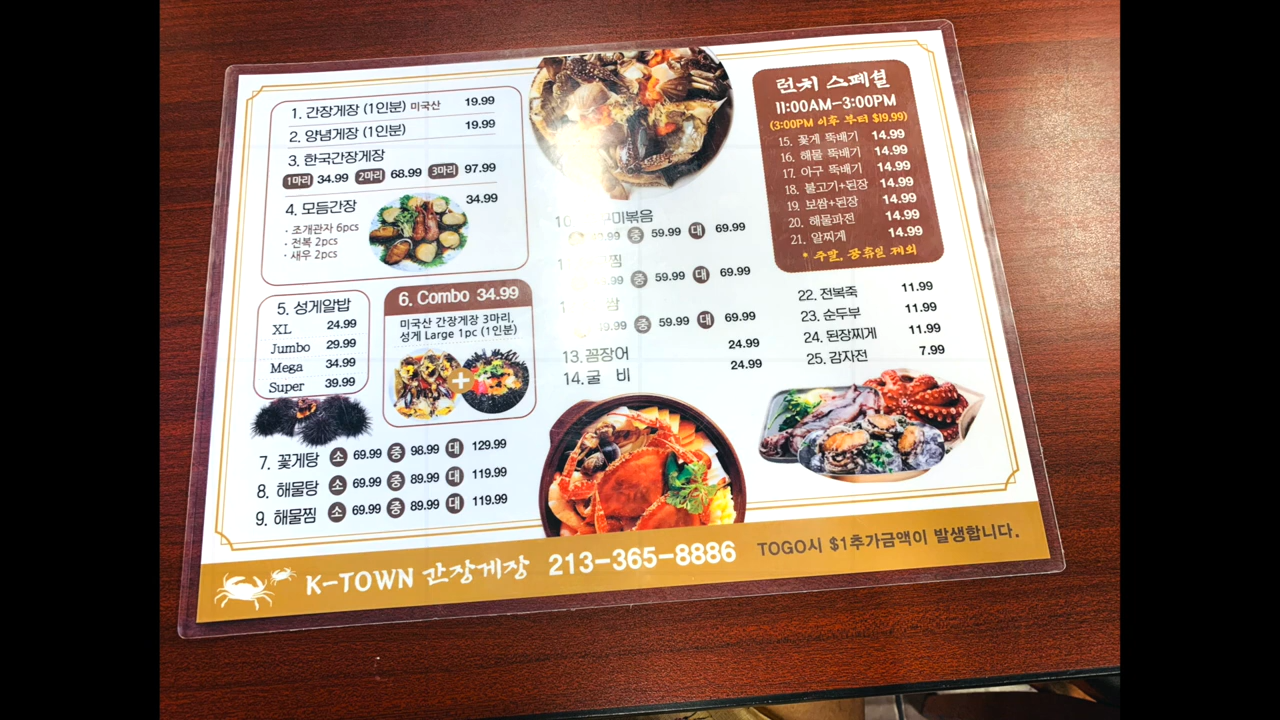 1. 간장게장 (1인분) 미국산 19.99
2. 양념게장 (1인분) 19.99
3. 한국간장게장
1마리 34.99 2마리 68.99 3마리 97.99
4. 모듬간장 34.99
· 조개관자 6pcs
· 전복 2pcs
· 새우 2pcs
5. 성게알밥
XL 24.99
Jumbo 29.99
Mega 34.99
Super 39.99
6. Combo 34.99
미국산 간장게장 3마리,
성게 Large 1pc (1인분)
7. 꽃게탕 소 69.99 중 98.99 대 129.99
8. 해물탕 소 69.99 중 89.99 대 119.99
9. 해물찜 소 69.99 중 89.99 대 119.99
중 59.99 대 69.99
찜
중 59.99 대 69.99
쌈
중 59.99 대 69.99
13. 꼼장어 24.99
14. 굴 비 24.99
런치 스페셜
11:00AM-3:00PM
(3:00PM 이후 부터 $19.99)
15. 꽃게 뚝배기 14.99
16. 해물 뚝배기 14.99
17. 아구 뚝배기 14.99
18. 불고기+된장 14.99
19. 보쌈+된장 14.99
20. 해물파전 14.99
21. 알찌게 14.99
* 주말, 공휴일 제외
22. 전복죽 11.99
23. 순두부 11.99
24. 된장찌게 11.99
25. 감자전 7.99
K-TOWN 간장게장 213-365-8886 TOGO시 $1추가금액이 발생합니다.